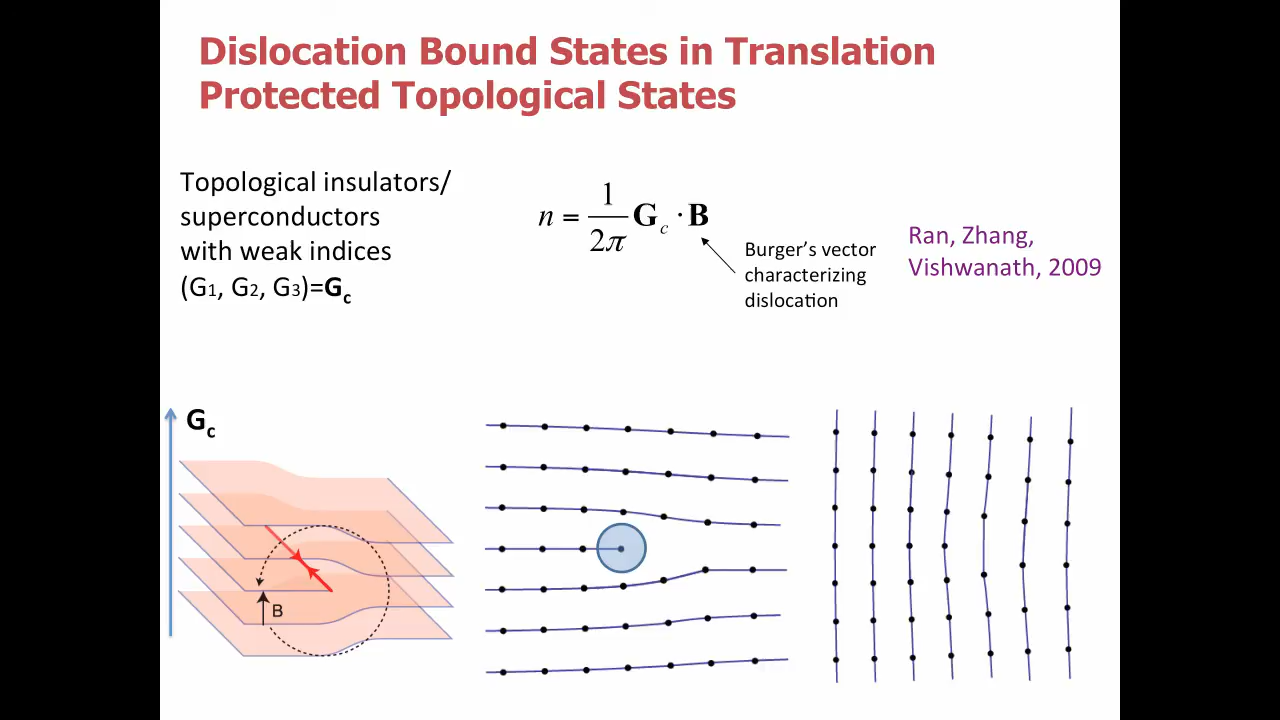 Dislocation Bound States in Translation
Protected Topological States
Topological insulators/
superconductors
with weak indices
(G1, G2, G3)=Gc
n = 1/2π Gc · B
Burger's vector
characterizing
dislocation
Ran, Zhang,
Vishwanath, 2009
Gc
B